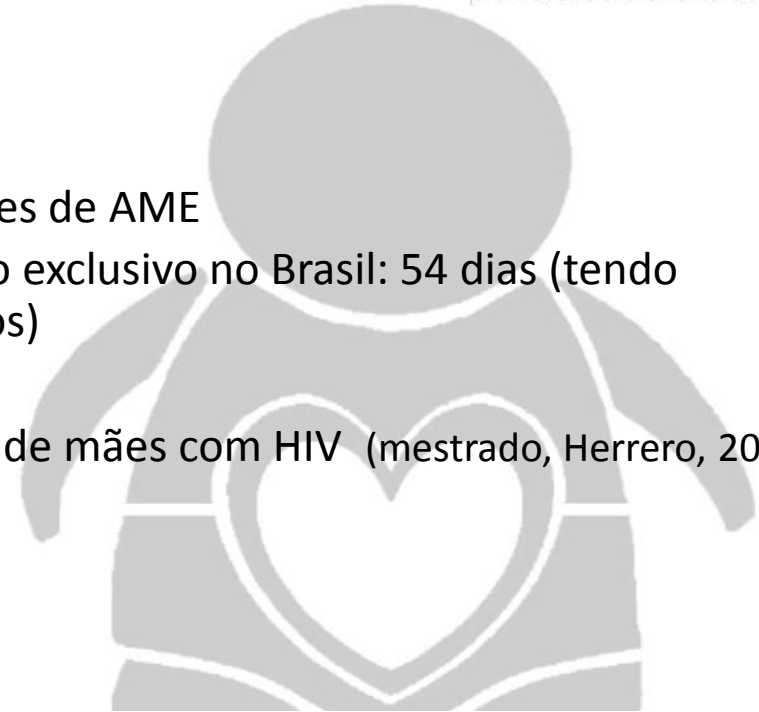 es de AME
o exclusivo no Brasil: 54 dias (tendo
os)
de mães com HIV (mestrado, Herrero, 20